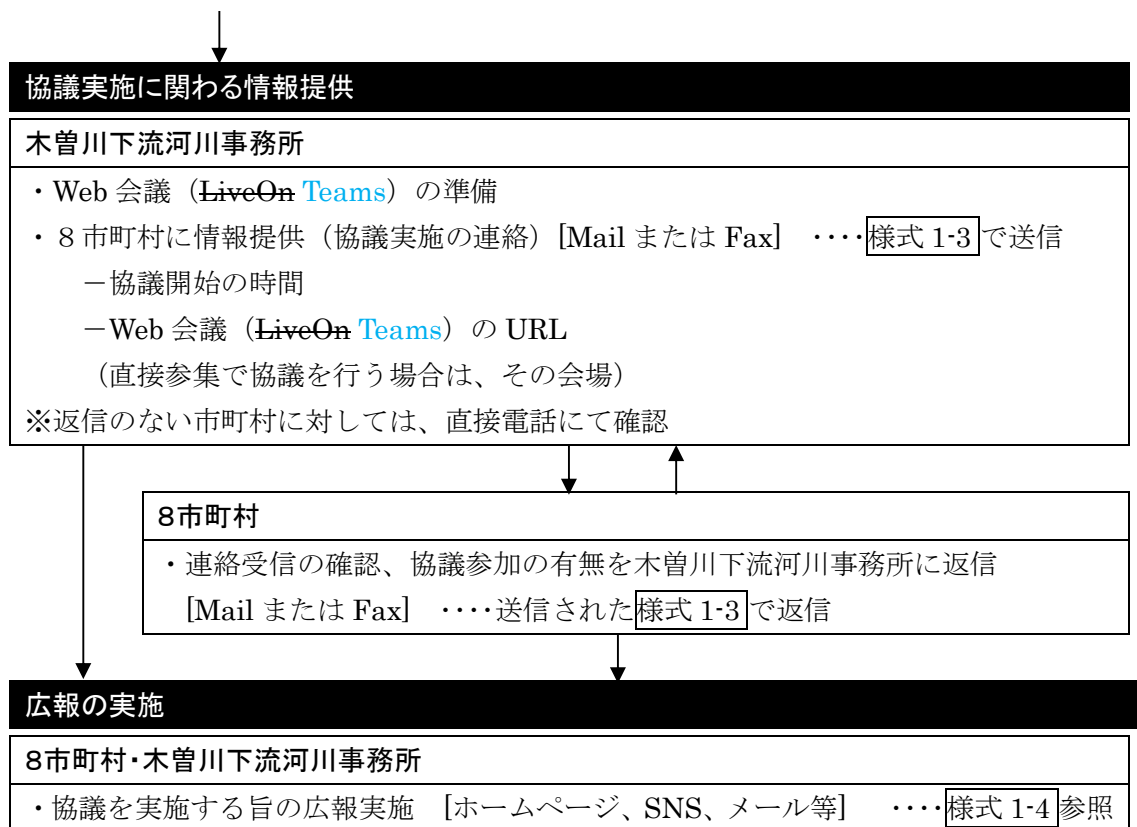 協議実施に関わる情報提供
木曽川下流河川事務所
・Web 会議（LiveOn Teams）の準備
・８市町村に情報提供（協議実施の連絡）[Mail または Fax]　‥‥様式 1-3 で送信
－協議開始の時間
－Web 会議（LiveOn Teams）の URL
（直接参集で協議を行う場合は、その会場）
※返信のない市町村に対しては、直接電話にて確認
８市町村
・連絡受信の確認、協議参加の有無を木曽川下流河川事務所に返信
[Mail または Fax]　‥‥送信された様式 1-3 で返信
広報の実施
８市町村・木曽川下流河川事務所
・協議を実施する旨の広報実施　[ホームページ、SNS、メール等]　‥‥様式 1-4 参照